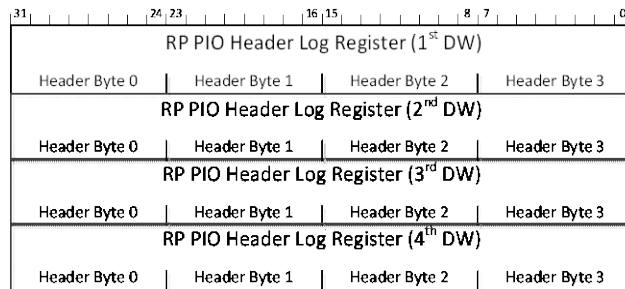 31 24 23 16 15 8 7 0
RP PIO Header Log Register (1st DW)
Header Byte 0 Header Byte 1 Header Byte 2 Header Byte 3
RP PIO Header Log Register (2nd DW)
Header Byte 0 Header Byte 1 Header Byte 2 Header Byte 3
RP PIO Header Log Register (3rd DW)
Header Byte 0 Header Byte 1 Header Byte 2 Header Byte 3
RP PIO Header Log Register (4th DW)
Header Byte 0 Header Byte 1 Header Byte 2 Header Byte 3